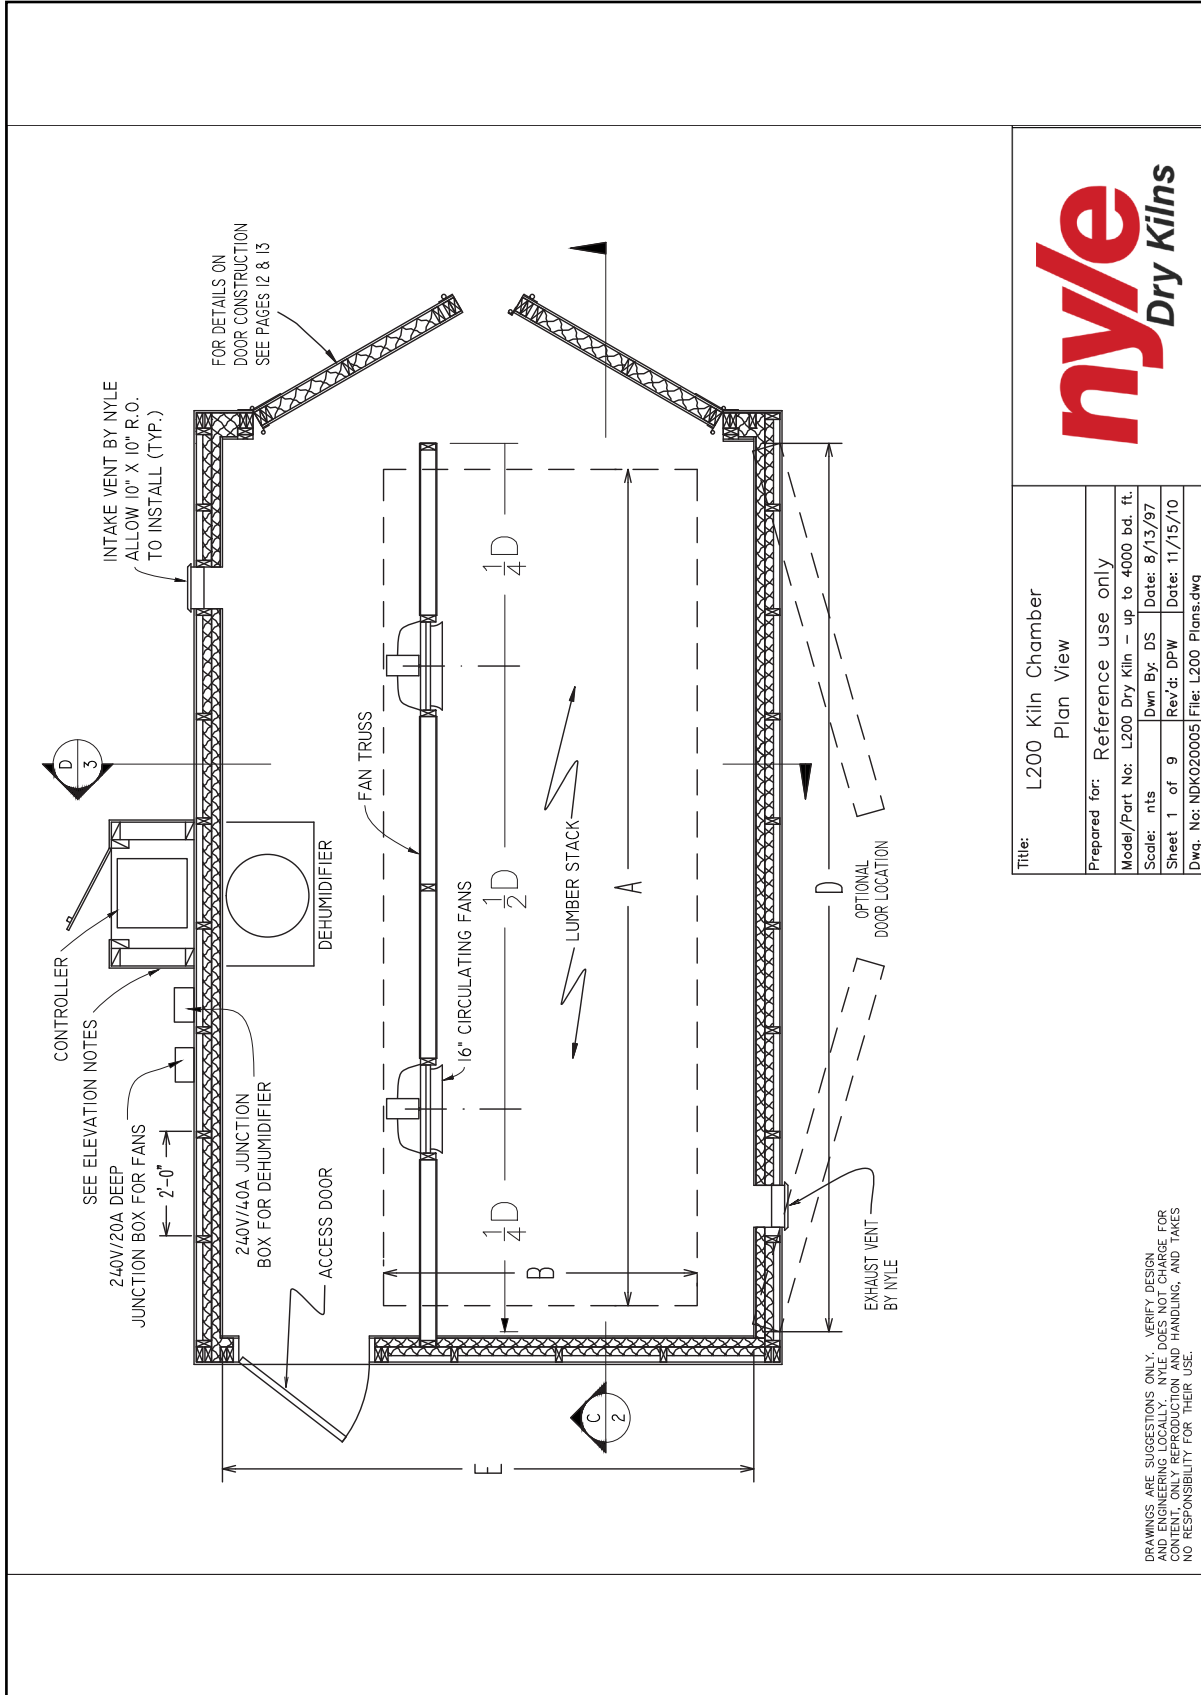 INTAKE VENT BY NYLE
ALLOW 10" X 10" R.O.
TO INSTALL (TYP.)
FOR DETAILS ON
DOOR CONSTRUCTION
SEE PAGES 12 & 13
D
3
CONTROLLER
SEE ELEVATION NOTES
240V/20A DEEP
JUNCTION BOX FOR FANS
2'-0"
240V/40A JUNCTION
BOX FOR DEHUMIDIFIER
ACCESS DOOR
DEHUMIDIFIER
FAN TRUSS
16" CIRCULATING FANS
LUMBER STACK
1/4 D
1/2 D
1/4 D
A
B
D
E
C
2
OPTIONAL
DOOR LOCATION
EXHAUST VENT
BY NYLE
DRAWINGS ARE SUGGESTIONS ONLY. VERIFY DESIGN
AND ENGINEERING LOCALLY. NYLE DOES NOT CHARGE FOR
CONTENT, ONLY REPRODUCTION AND HANDLING, AND TAKES
NO RESPONSIBILITY FOR THEIR USE.
Title:
L200 Kiln Chamber
Plan View
Prepared for: Reference use only
Model/Part No: L200 Dry Kiln - up to 4000 bd. ft.
Scale: nts Dwn By: DS Date: 8/13/97
Sheet 1 of 9 Rev'd: DPW Date: 11/15/10
Dwg. No: NDK020005 File: L200 Plans.dwg
nyle
Dry Kilns